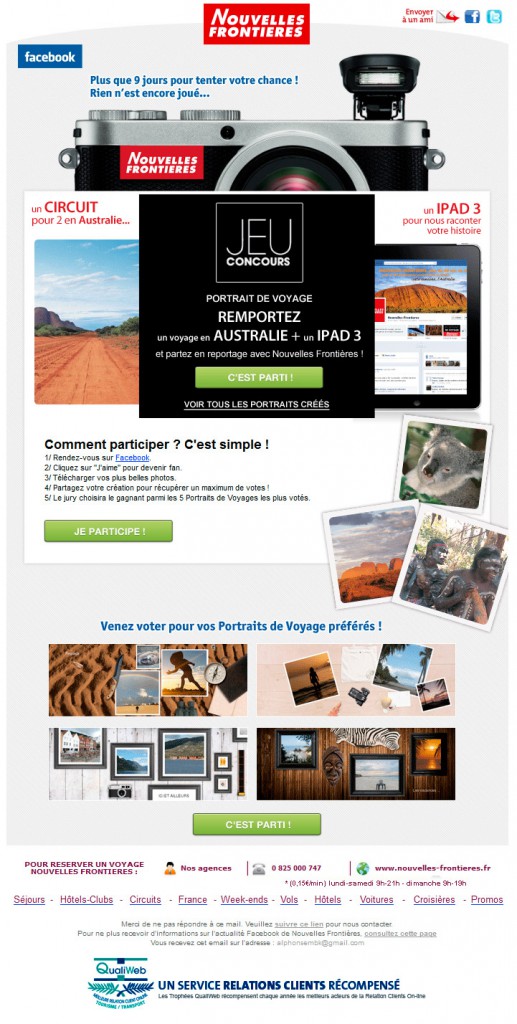 NOUVELLES
FRONTIERES
Envoyer
à un ami
facebook
Plus que 9 jours pour tenter votre chance !
Rien n'est encore joué...
NOUVELLES
FRONTIERES
un CIRCUIT
pour 2 en Australie...
un IPAD 3
pour nous raconter
votre histoire
JEU
CONCOURS
PORTRAIT DE VOYAGE
REMPORTEZ
un voyage en AUSTRALIE + un IPAD 3
et partez en reportage avec Nouvelles Frontières !
C'EST PARTI !
VOIR TOUS LES PORTRAITS CRÉÉS
Comment participer ? C'est simple !
1/ Rendez-vous sur Facebook.
2/ Cliquez sur "J'aime" pour devenir fan.
3/ Télécharger vos plus belles photos.
4/ Partagez votre création pour récupérer un maximum de votes !
5/ Le jury choisira le gagnant parmi les 5 Portraits de Voyages les plus votés.
JE PARTICIPE !
Venez voter pour vos Portraits de Voyage préférés !
C'EST PARTI !
POUR RESERVER UN VOYAGE
NOUVELLES FRONTIERES :
Nos agences
0 825 000 747
www.nouvelles-frontieres.fr
* (0,15€/min) lundi-samedi 9h-21h - dimanche 9h-19h
Séjours - Hôtels-Clubs - Circuits - France - Week-ends - Vols - Hôtels - Voitures - Croisières - Promos
Merci de ne pas répondre à ce mail. Veuillez suivre ce lien pour nous contacter.
Pour ne plus recevoir d'informations sur l'actualité Facebook de Nouvelles Frontières, consultez cette page
Vous recevez cet email sur l'adresse : alphonsembk@gmail.com
QualiWeb
MEILLEURE RELATION CLIENT ONLINE
TOURISME / TRANSPORT
UN SERVICE RELATIONS CLIENTS RÉCOMPENSÉ
Les Trophées QualiWeb récompensent chaque année les meilleurs acteurs de la Relation Clients On-line